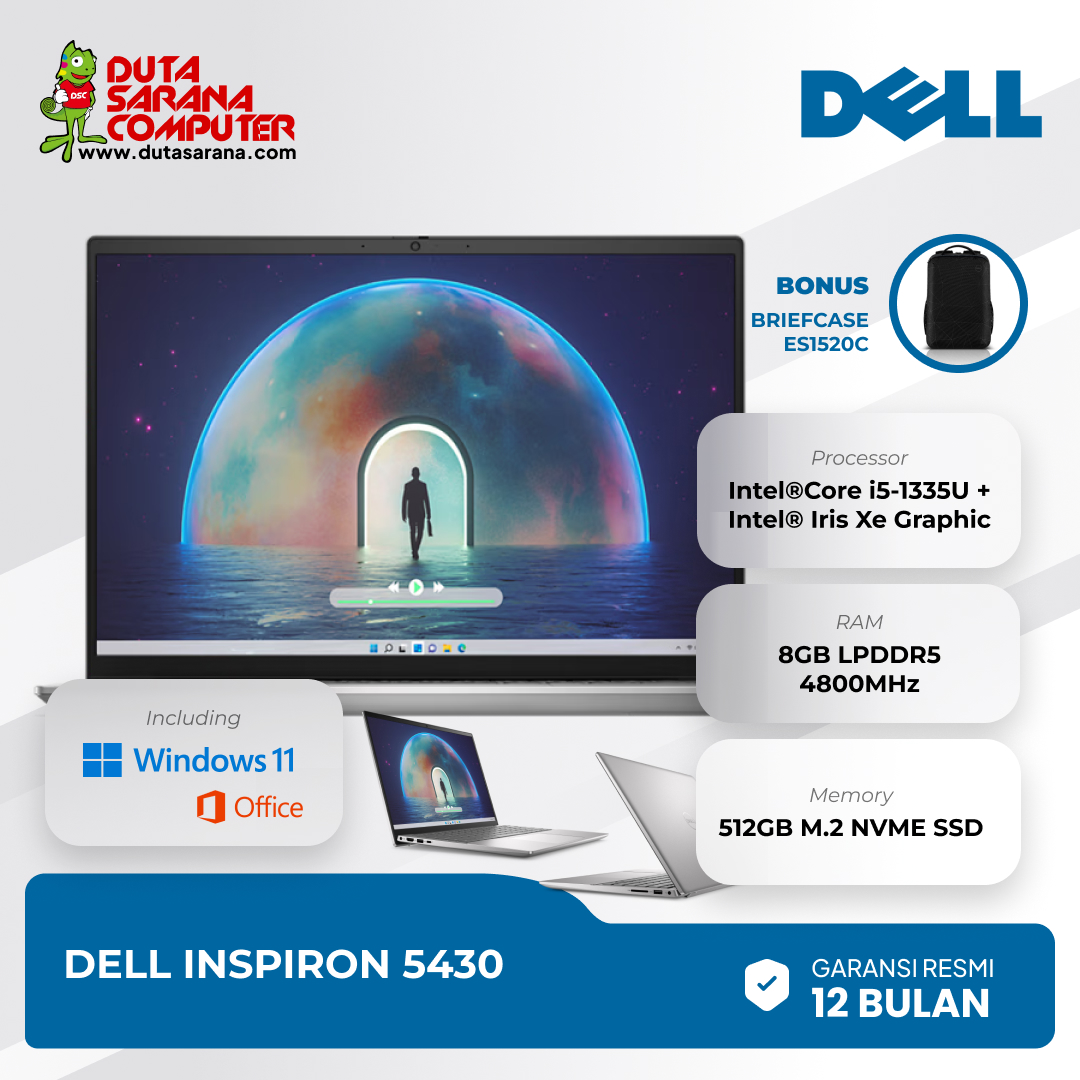 DUTA
SARANA
COMPUTER
www.dutasarana.com
DSC
DELL
BONUS
BRIEFCASE
ES1520C
Processor
Intel®Core i5-1335U +
Intel® Iris Xe Graphic
RAM
8GB LPDDR5
4800MHz
Including
Windows 11
Office
Memory
512GB M.2 NVME SSD
DELL INSPIRON 5430
GARANSI RESMI
12 BULAN